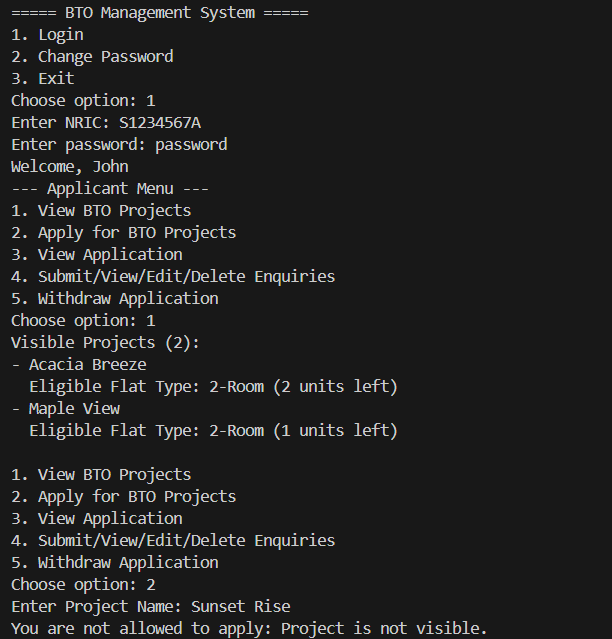 ===== BTO Management System =====
1. Login
2. Change Password
3. Exit
Choose option: 1
Enter NRIC: S1234567A
Enter password: password
Welcome, John
--- Applicant Menu ---
1. View BTO Projects
2. Apply for BTO Projects
3. View Application
4. Submit/View/Edit/Delete Enquiries
5. Withdraw Application
Choose option: 1
Visible Projects (2):
- Acacia Breeze
  Eligible Flat Type: 2-Room (2 units left)
- Maple View
  Eligible Flat Type: 2-Room (1 units left)

1. View BTO Projects
2. Apply for BTO Projects
3. View Application
4. Submit/View/Edit/Delete Enquiries
5. Withdraw Application
Choose option: 2
Enter Project Name: Sunset Rise
You are not allowed to apply: Project is not visible.